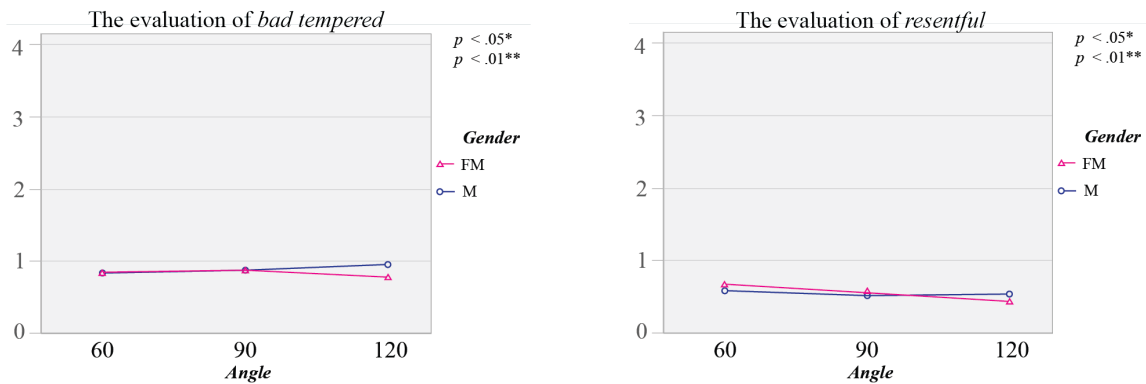 The evaluation of bad tempered
p < .05*
p < .01**
4
3
2
1
0
60 90 120
Angle
Gender
FM
M
The evaluation of resentful
p < .05*
p < .01**
4
3
2
1
0
60 90 120
Angle
Gender
FM
M